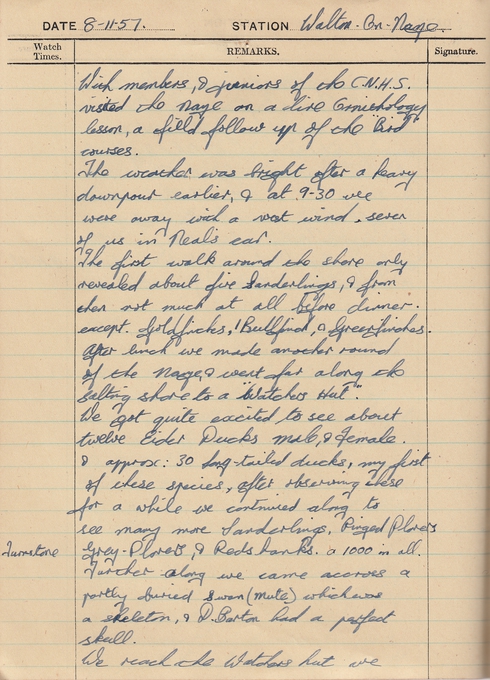 DATE 8-11-57. STATION Walton-On-Naze.
Watch Times. REMARKS. Signature.
With members, & juniors of the C.N.H.S.
visited the Naze on a live Ornithology
lesson, a field follow up of the "Bird"
courses.
The weather was bright after a heavy
downpour earlier, & at 9-30 we
were away with a west wind, seven
of us in Neal's car.
The first walk around the shore only
revealed about five Sanderlings, & from
then not much at all before dinner.
except Goldfinches, 1 Bullfinch, & Greenfinches.
After lunch we made another round
of the Naze, & went far along the
salting shore to a "Watchers Hut".
We got quite excited to see about
twelve Eider Ducks male, & Female.
& approx: 30 Long-tailed ducks, my first
of these species, after observing these
for a while we continued along to
see many more Sanderlings, Ringed Plovers
Turnstone Grey-Plovers, & Redshanks. a 1000 in all.
Further along we came accross a
partly buried swan (mute) which was
a skeleton, & D. Barton had a perfect
skull.
We reach the Watchers hut we